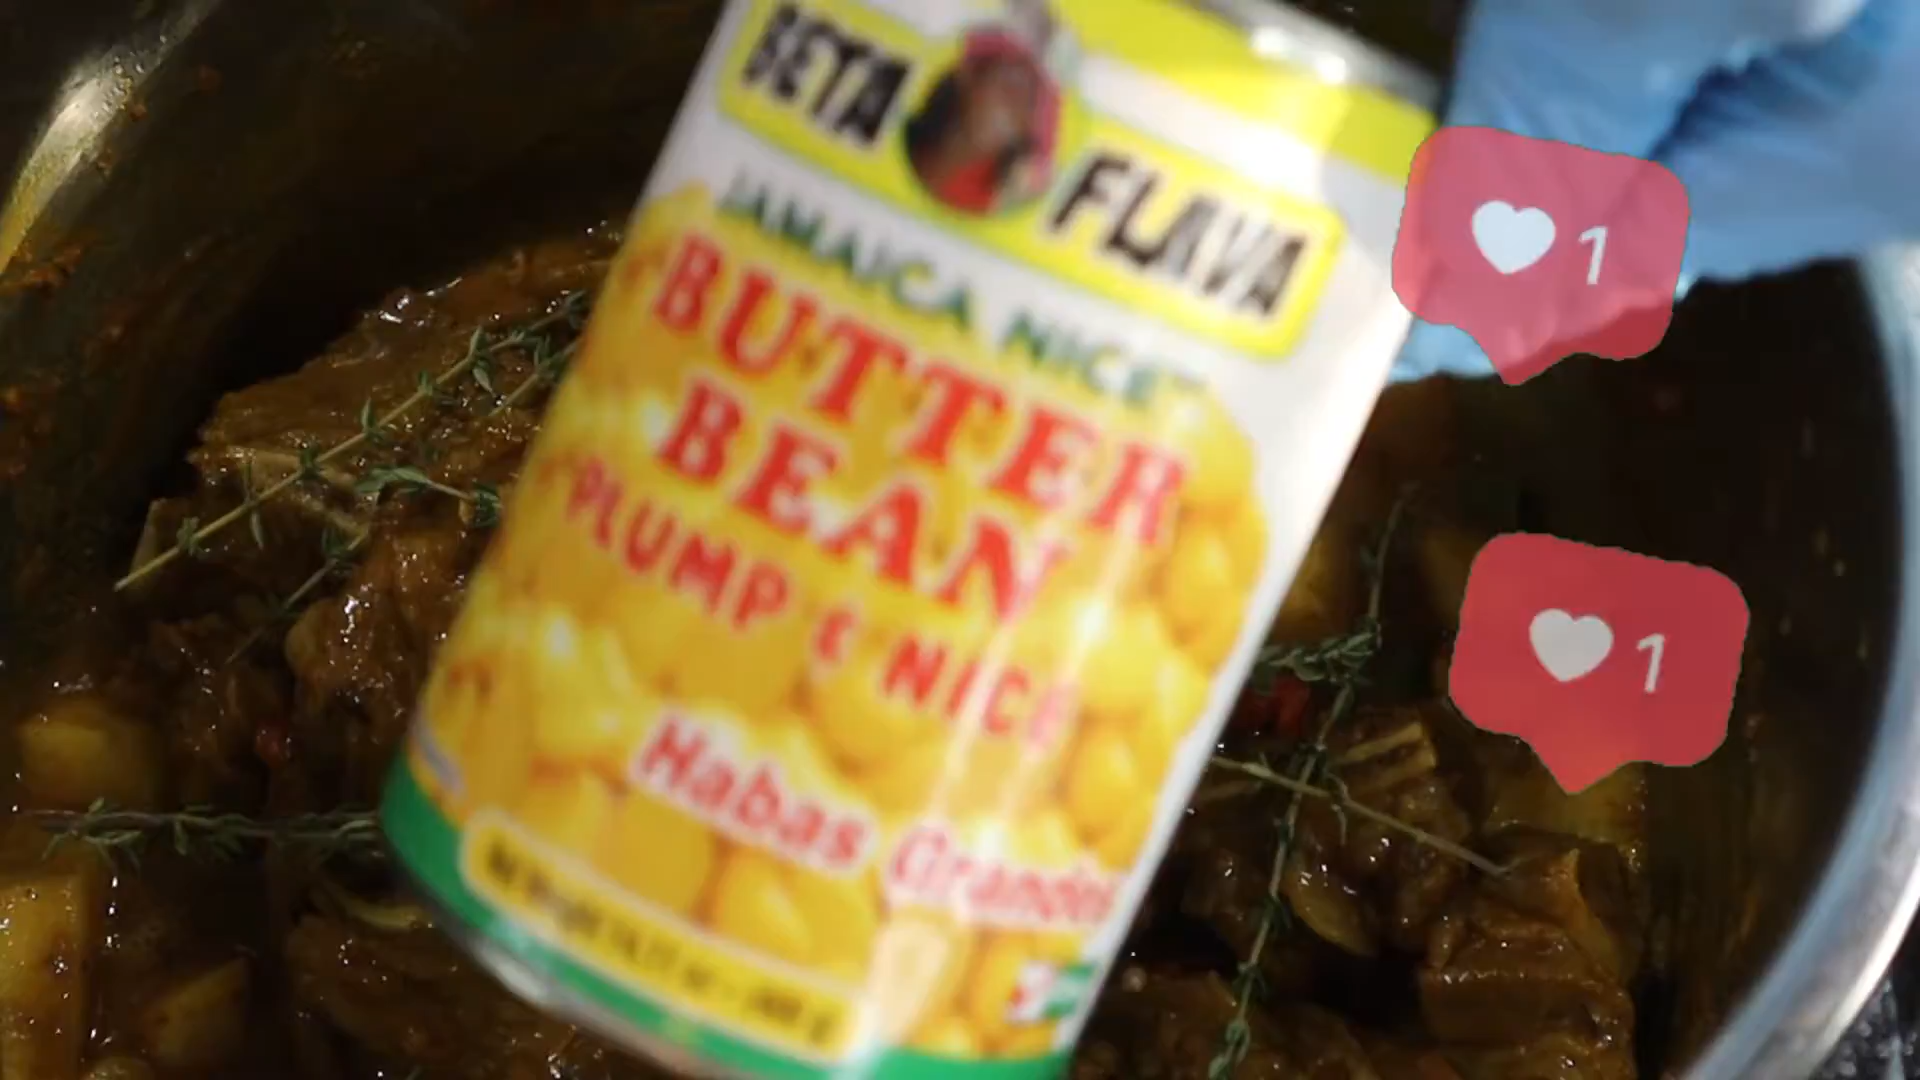 BETA FLAVA
JAMAICA NICE
BUTTER
BEAN
PLUMP & NICE
Habas Grandes
1
1